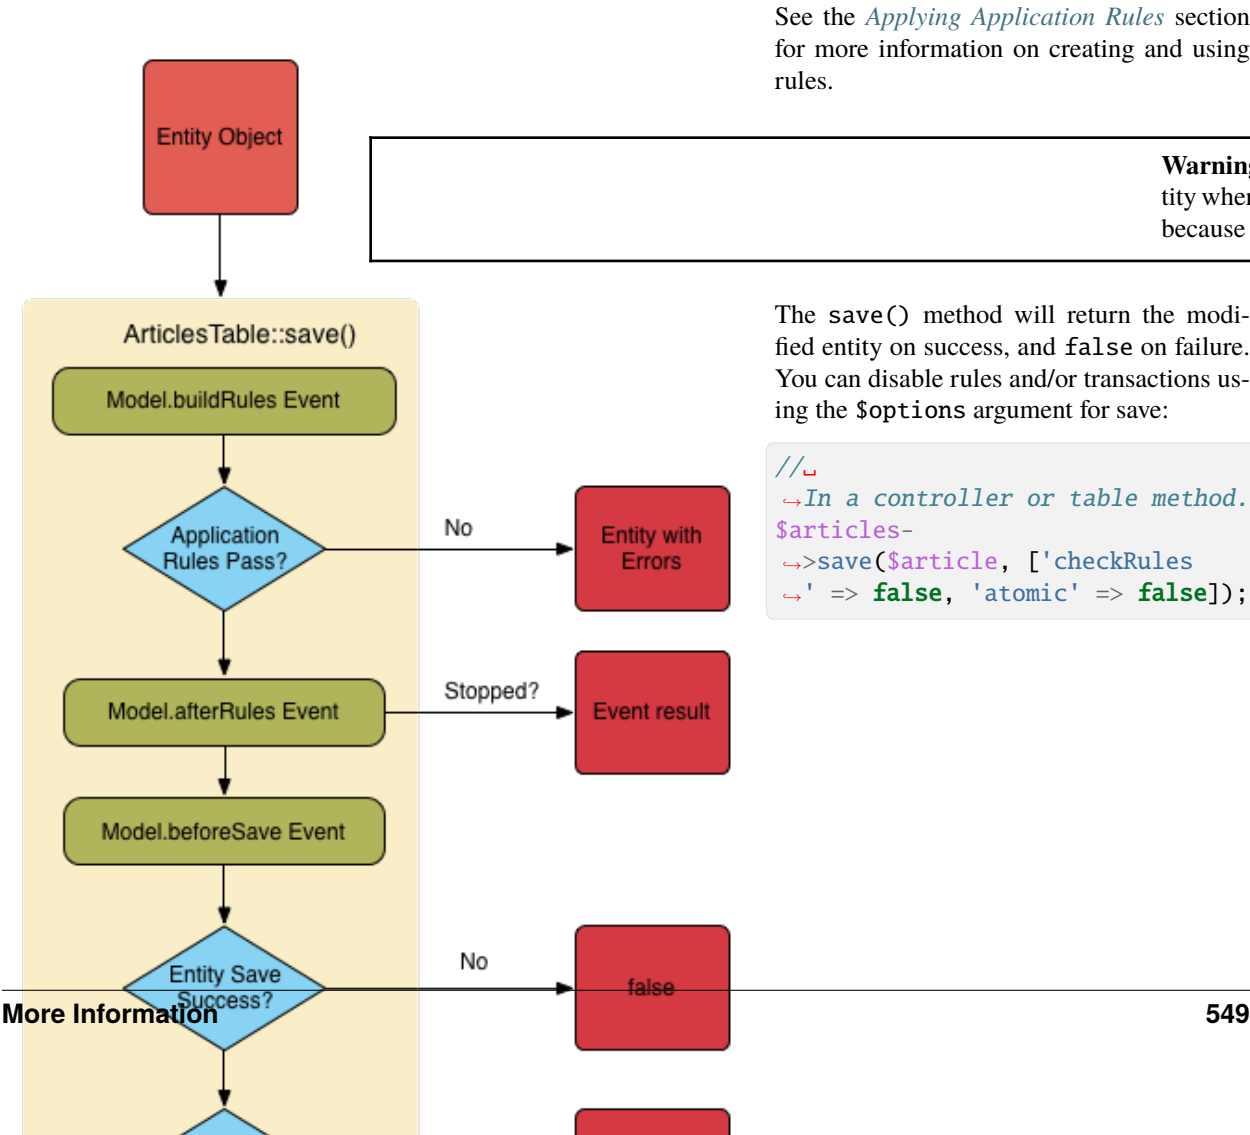 See the Applying Application Rules section
for more information on creating and using
rules.
Entity Object
Warning
tity when
because
ArticlesTable::save()
Model.buildRules Event
Application
Rules Pass?
No
Entity with
Errors
Model.afterRules Event
Stopped?
Event result
Model.beforeSave Event
Entity Save
Success?
No
false
The save() method will return the modi-
fied entity on success, and false on failure.
You can disable rules and/or transactions us-
ing the $options argument for save:
//␣
↪In a controller or table method.
$articles-
↪>save($article, ['checkRules
↪' => false, 'atomic' => false]);
More Information
549